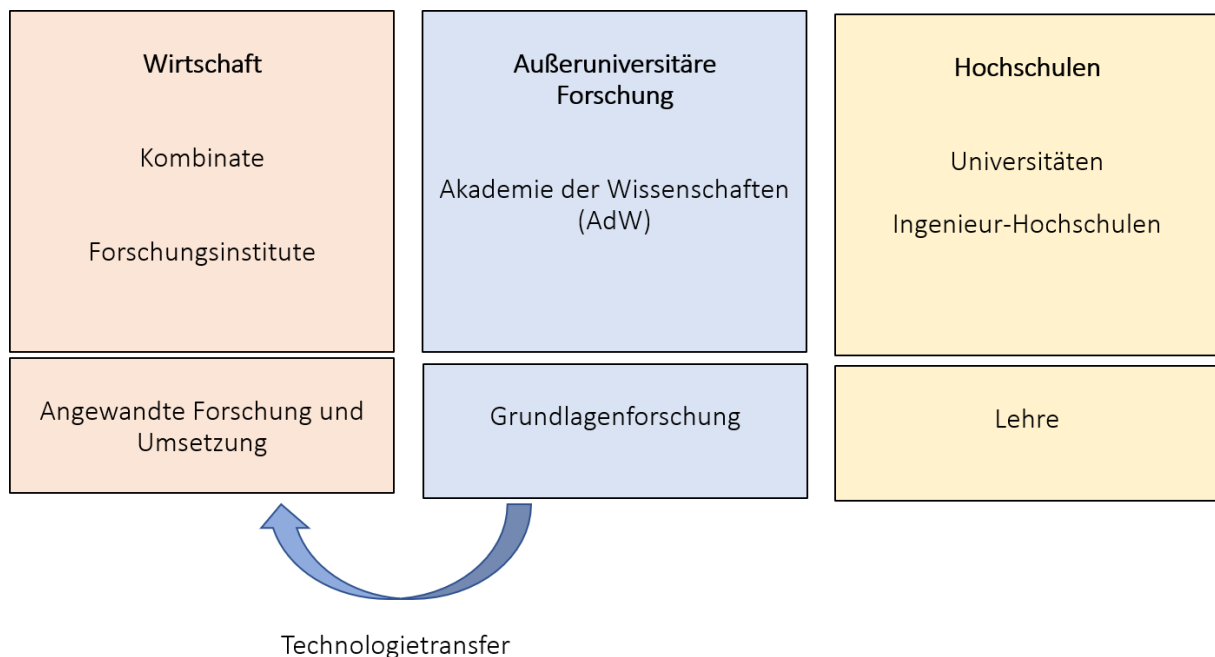 Wirtschaft
Kombinate
Forschungsinstitute
Angewandte Forschung und
Umsetzung
Außeruniversitäre
Forschung
Akademie der Wissenschaften
(AdW)
Grundlagenforschung
Hochschulen
Universitäten
Ingenieur-Hochschulen
Lehre
Technologietransfer